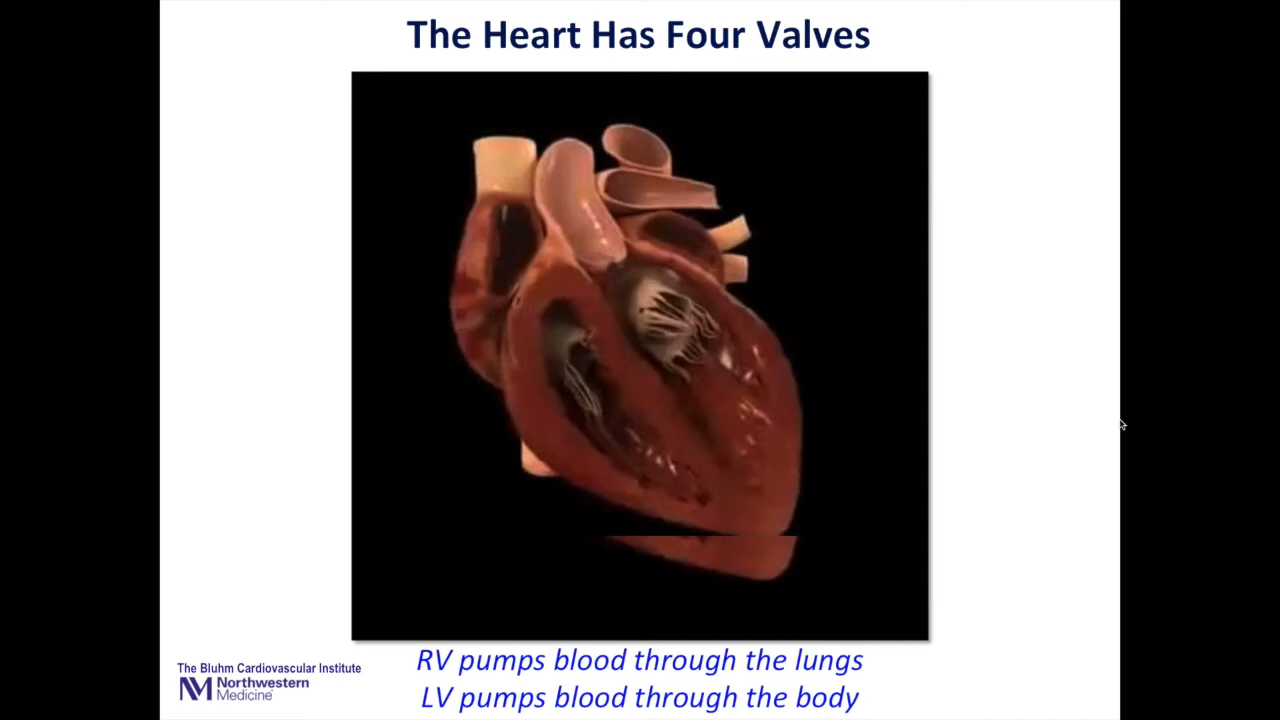 The Heart Has Four Valves
RV pumps blood through the lungs
LV pumps blood through the body
The Bluhm Cardiovascular Institute
NM Northwestern
Medicine